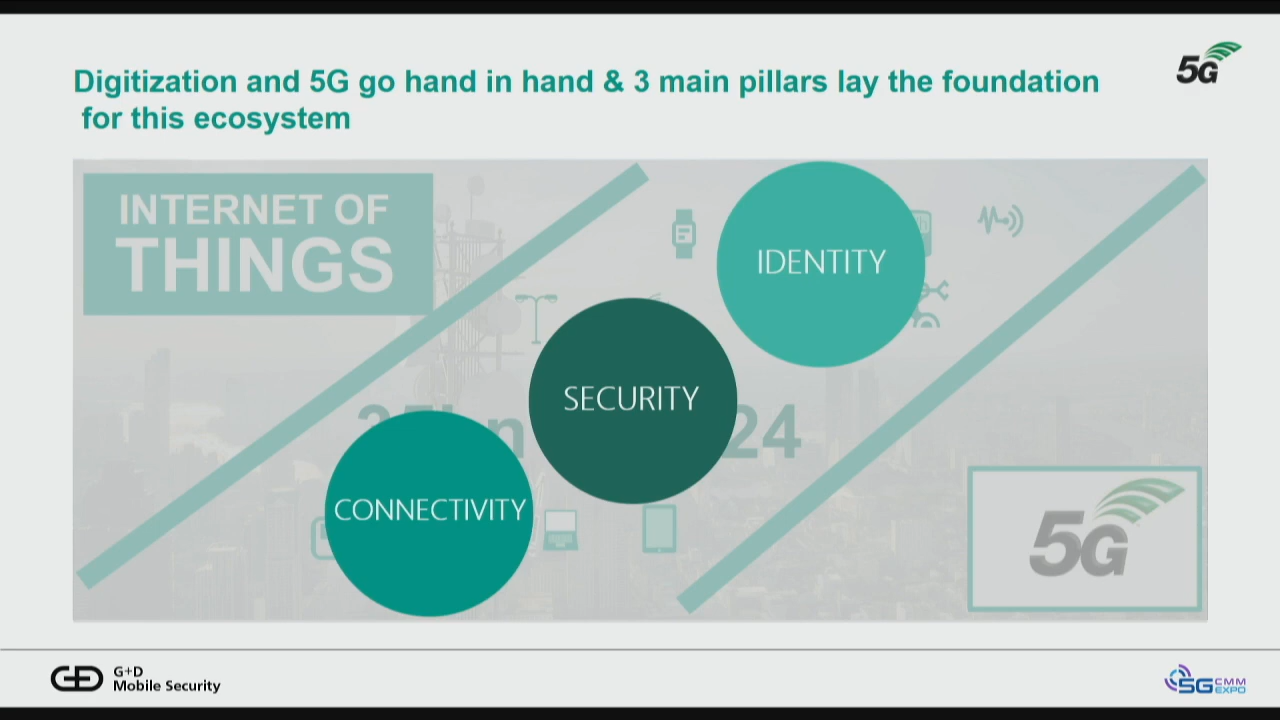 Digitization and 5G go hand in hand & 3 main pillars lay the foundation
for this ecosystem
5G
INTERNET OF
THINGS
IDENTITY
SECURITY
24
CONNECTIVITY
5G
G+D
Mobile Security
5G CMM
EXPO